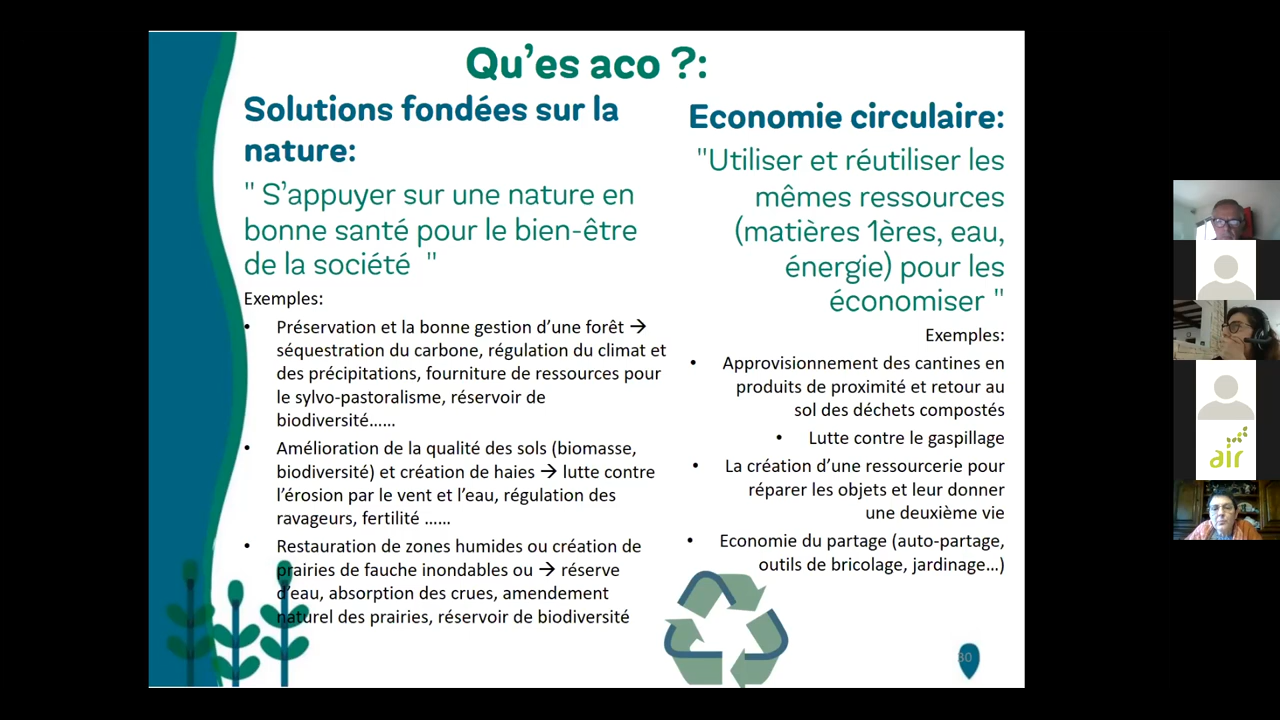 Qu’es aco ?:
Solutions fondées sur la
nature:
" S’appuyer sur une nature en
bonne santé pour le bien-être
de la société "
Exemples:
• Préservation et la bonne gestion d’une forêt →
séquestration du carbone, régulation du climat et
des précipitations, fourniture de ressources pour
le sylvo-pastoralisme, réservoir de
biodiversité……
• Amélioration de la qualité des sols (biomasse,
biodiversité) et création de haies → lutte contre
l’érosion par le vent et l’eau, régulation des
ravageurs, fertilité ……
• Restauration de zones humides ou création de
prairies de fauche inondables ou → réserve
d’eau, absorption des crues, amendement
naturel des prairies, réservoir de biodiversité
Economie circulaire:
"Utiliser et réutiliser les
mêmes ressources
(matières 1ères, eau,
énergie) pour les
économiser "
Exemples:
• Approvisionnement des cantines en
produits de proximité et retour au
sol des déchets compostés
• Lutte contre le gaspillage
• La création d’une ressourcerie pour
réparer les objets et leur donner
une deuxième vie
• Economie du partage (auto-partage,
outils de bricolage, jardinage…)
30
air